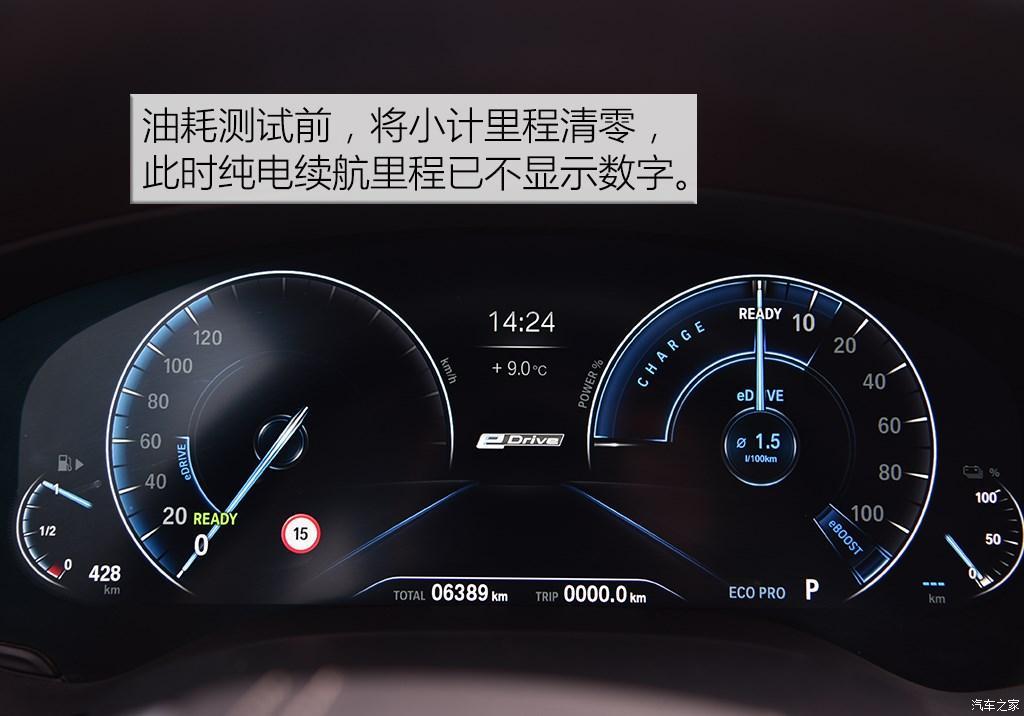 油耗测试前，将小计里程清零，
此时纯电续航里程已不显示数字。
14:24
+ 9.0°C
eDrive
km/h
120
100
80
60
40
20
0
eDRIVE
READY
15
1
1/2
0
428
km
POWER %
CHARGE
READY
10
20
40
60
80
100
eDRIVE
⌀ 1.5
l/100km
eBOOST
%
100
50
0
---
km
TOTAL 06389 km TRIP 0000.0 km
ECO PRO P
汽车之家